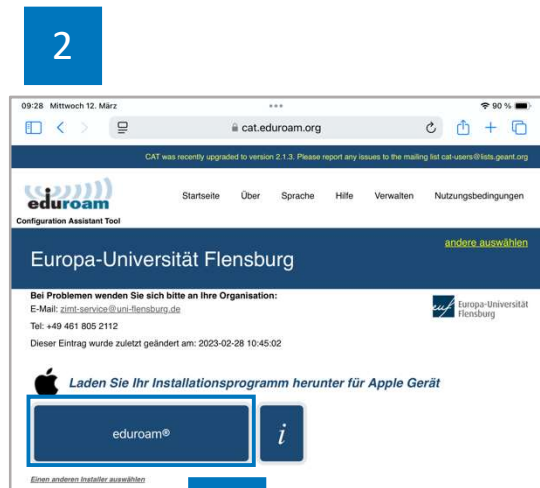 2
09:28 Mittwoch 12. März
90 %
cat.eduroam.org
CAT was recently upgraded to version 2.1.3. Please report any issues to the mailing list cat-users@lists.geant.org
eduroam
Configuration Assistant Tool
Startseite Über Sprache Hilfe Verwalten Nutzungsbedingungen
andere auswählen
Europa-Universität Flensburg
Bei Problemen wenden Sie sich bitte an Ihre Organisation:
E-Mail: zimt-service@uni-flensburg.de
Tel: +49 461 805 2112
Dieser Eintrag wurde zuletzt geändert am: 2023-02-28 10:45:02
euf Europa-Universität
Flensburg
Laden Sie Ihr Installationsprogramm herunter für Apple Gerät
eduroam®
i
Einen anderen Installer auswählen